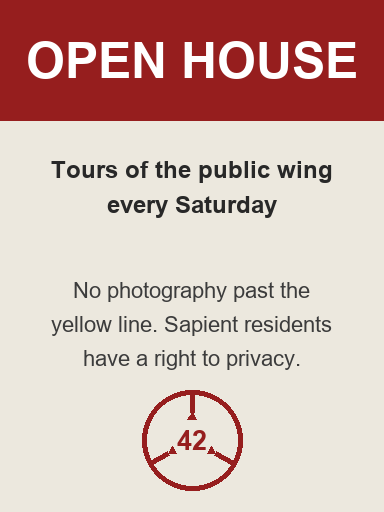 OPEN HOUSE
Tours of the public wing
every Saturday
No photography past the
yellow line. Sapient residents
have a right to privacy.
42